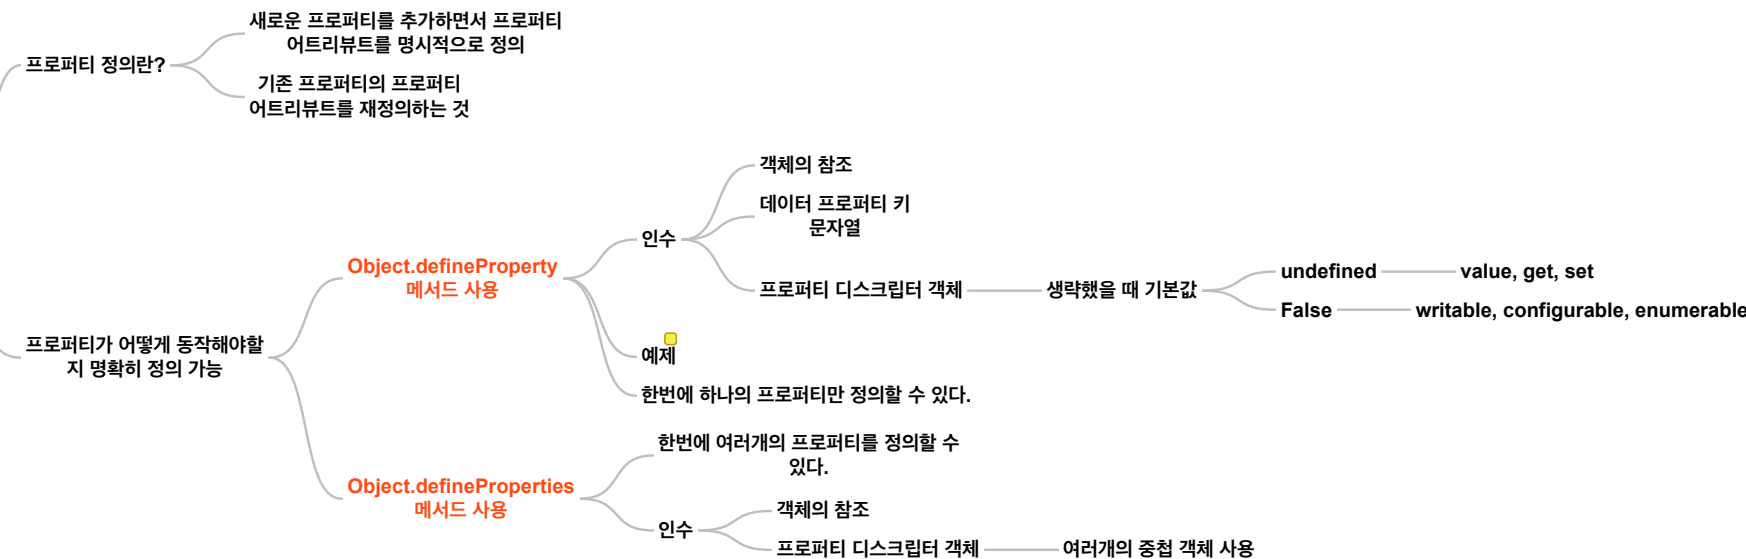 새로운 프로퍼티를 추가하면서 프로퍼티
어트리뷰트를 명시적으로 정의
프로퍼티 정의란?
기존 프로퍼티의 프로퍼티
어트리뷰트를 재정의하는 것
객체의 참조
데이터 프로퍼티 키
문자열
인수
Object.defineProperty
메서드 사용
프로퍼티 디스크립터 객체
생략했을 때 기본값
undefined
value, get, set
False
writable, configurable, enumerable
프로퍼티가 어떻게 동작해야할
지 명확히 정의 가능
예제
한번에 하나의 프로퍼티만 정의할 수 있다.
한번에 여러개의 프로퍼티를 정의할 수
있다.
Object.defineProperties
메서드 사용
인수
객체의 참조
프로퍼티 디스크립터 객체
여러개의 중첩 객체 사용